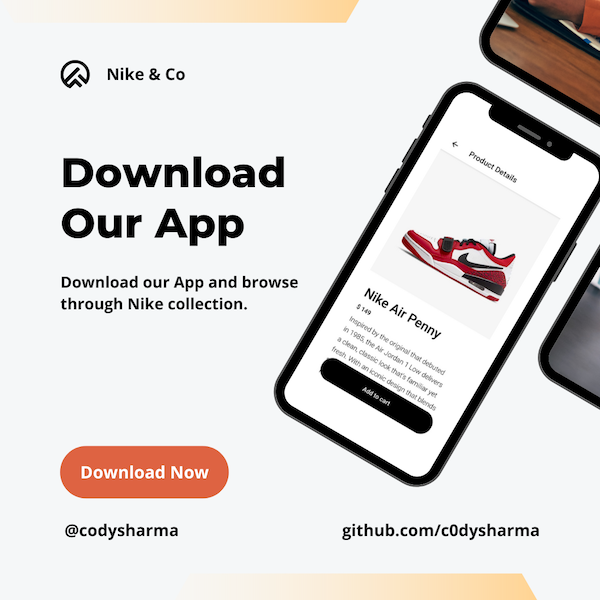 Nike & Co
Download
Our App
Download our App and browse
through Nike collection.
Product Details
Nike Air Penny
$ 149
Inspired by the original that debuted
in 1985, the Air Jordan 1 Low delivers
a clean, classic look that's familiar yet
fresh. With an iconic design that blends
Add to cart
Download Now
@codysharma
github.com/c0dysharma